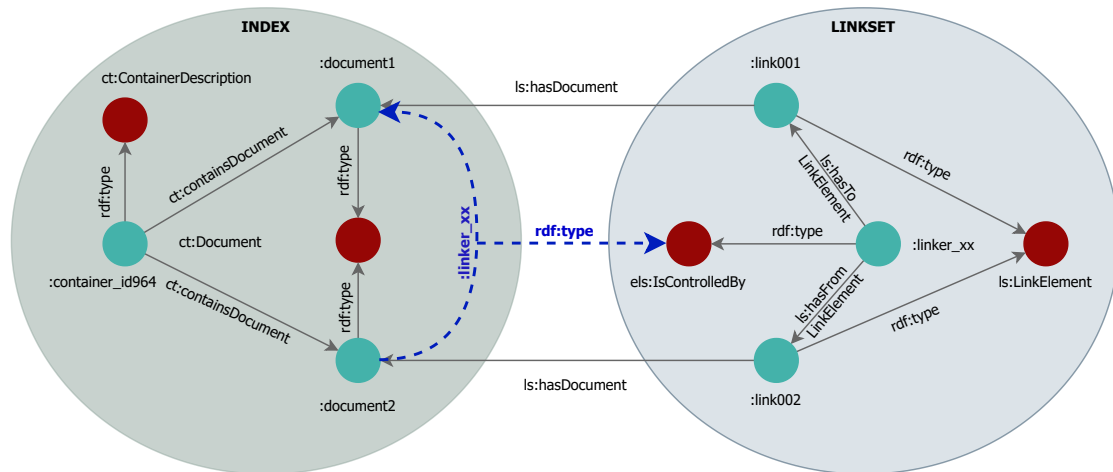 INDEX
LINKSET
:document1
:link001
ct:ContainerDescription
ls:hasDocument
ct:containsDocument
rdf:type
rdf:type
ls:hasTo
LinkElement
rdf:type
:linker_xx
rdf:type
rdf:type
ct:Document
:linker_xx
:container_id964
els:IsControlledBy
ls:LinkElement
ct:containsDocument
rdf:type
ls:hasFrom
LinkElement
rdf:type
ls:hasDocument
:document2
:link002